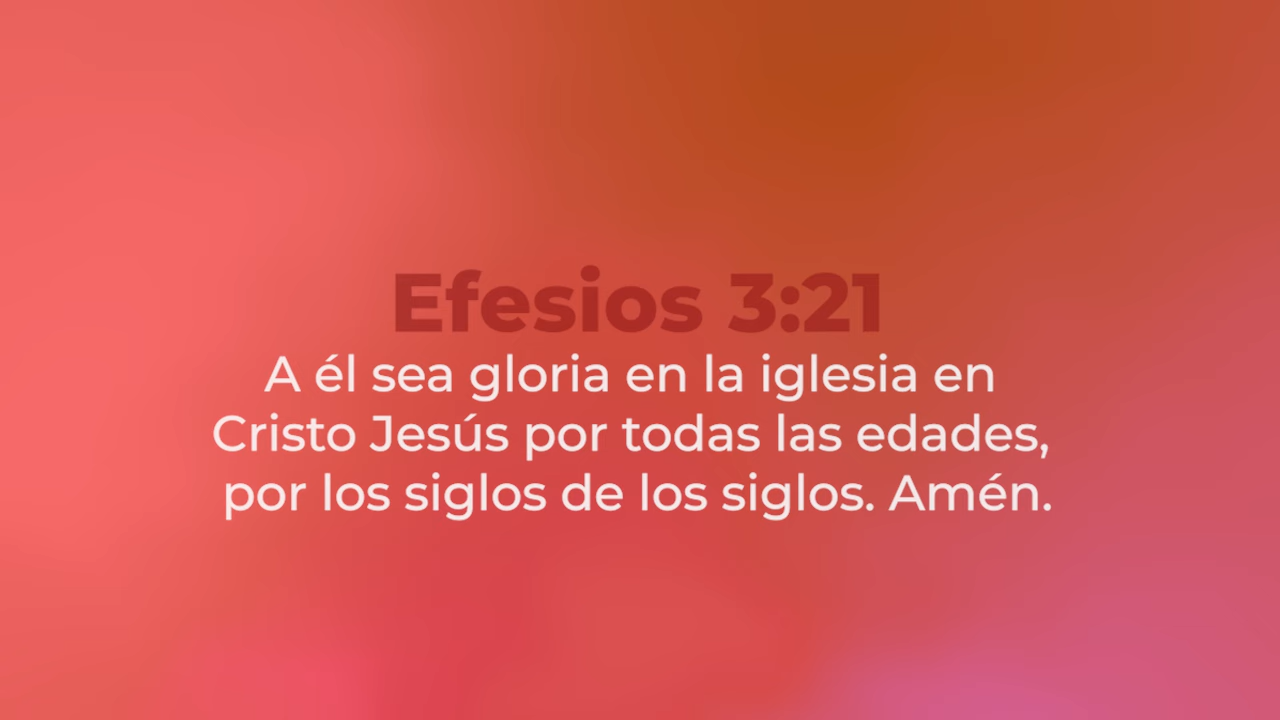 Efesios 3:21
A él sea gloria en la iglesia en
Cristo Jesús por todas las edades,
por los siglos de los siglos. Amén.